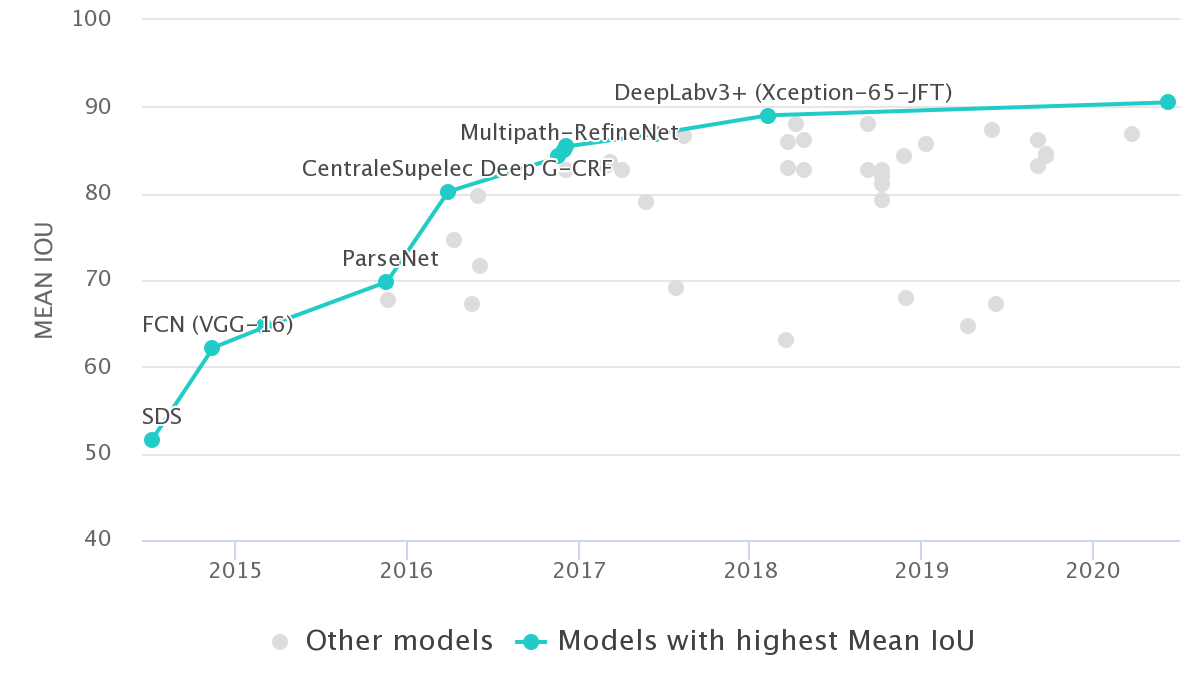 100
90
80
70
60
50
40
MEAN IOU
DeepLabv3+ (Xception-65-JFT)
Multipath-RefineNet
CentraleSupelec Deep G-CRF
ParseNet
FCN (VGG-16)
SDS
2015 2016 2017 2018 2019 2020
Other models Models with highest Mean IoU